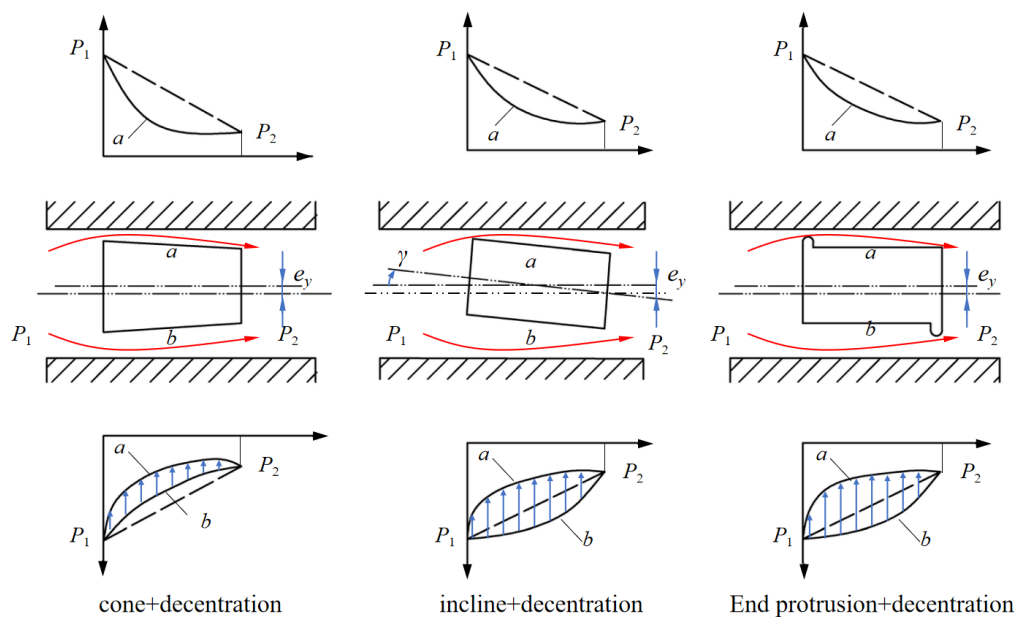 P1
a
P2
P1
a
P2
P1
a
P2
a
ey
P1
b
P2
γ
a
ey
P1
b
P2
a
ey
P1
b
P2
a
P2
b
P1
a
P2
b
P1
a
P2
b
P1
cone+decentration
incline+decentration
End protrusion+decentration